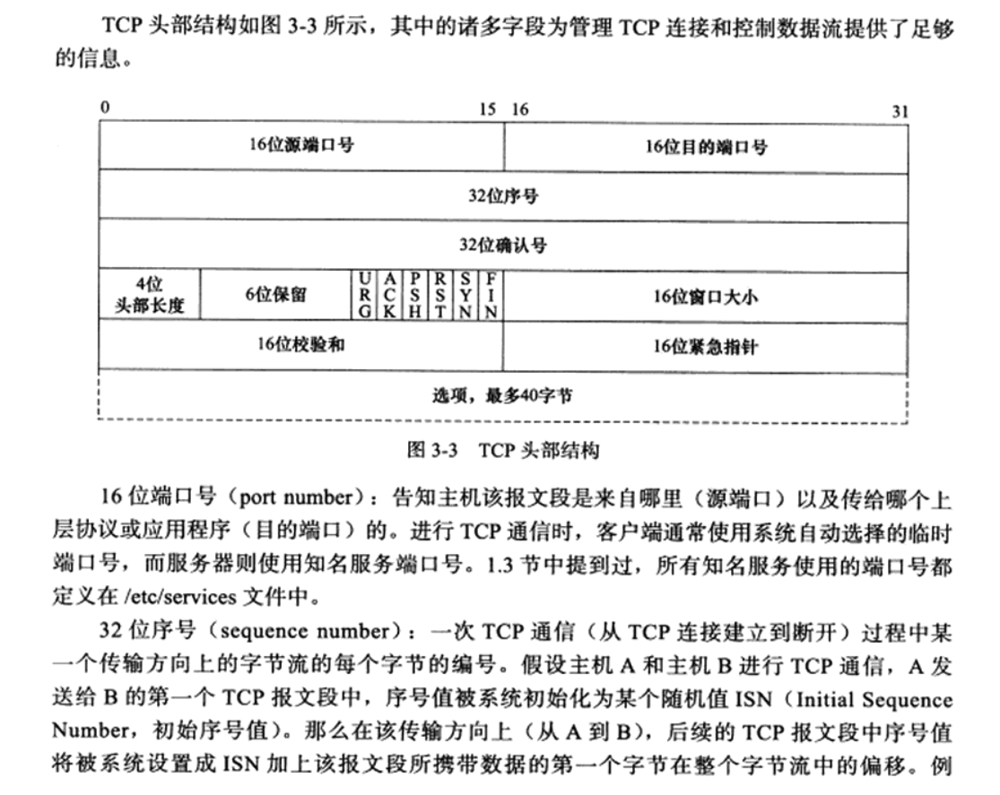 TCP 头部结构如图 3-3 所示，其中的诸多字段为管理 TCP 连接和控制数据流提供了足够
的信息。
0 15 16 31
16位源端口号 16位目的端口号
32位序号
32位确认号
4位
头部长度
6位保留
URG
ACK
PSH
RST
SYN
FIN
16位窗口大小
16位校验和 16位紧急指针
选项，最多40字节
图 3-3 TCP 头部结构
16 位端口号（port number）：告知主机该报文段是来自哪里（源端口）以及传给哪个上
层协议或应用程序（目的端口）的。进行 TCP 通信时，客户端通常使用系统自动选择的临时
端口号，而服务器则使用知名服务端口号。1.3 节中提到过，所有知名服务使用的端口号都
定义在 /etc/services 文件中。
32 位序号（sequence number）：一次 TCP 通信（从 TCP 连接建立到断开）过程中某
一个传输方向上的字节流的每个字节的编号。假设主机 A 和主机 B 进行 TCP 通信，A 发
送给 B 的第一个 TCP 报文段中，序号值被系统初始化为某个随机值 ISN（Initial Sequence
Number，初始序号值）。那么在该传输方向上（从 A 到 B），后续的 TCP 报文段中序号值
将被系统设置成 ISN 加上该报文段所携带数据的第一个字节在整个字节流中的偏移。例